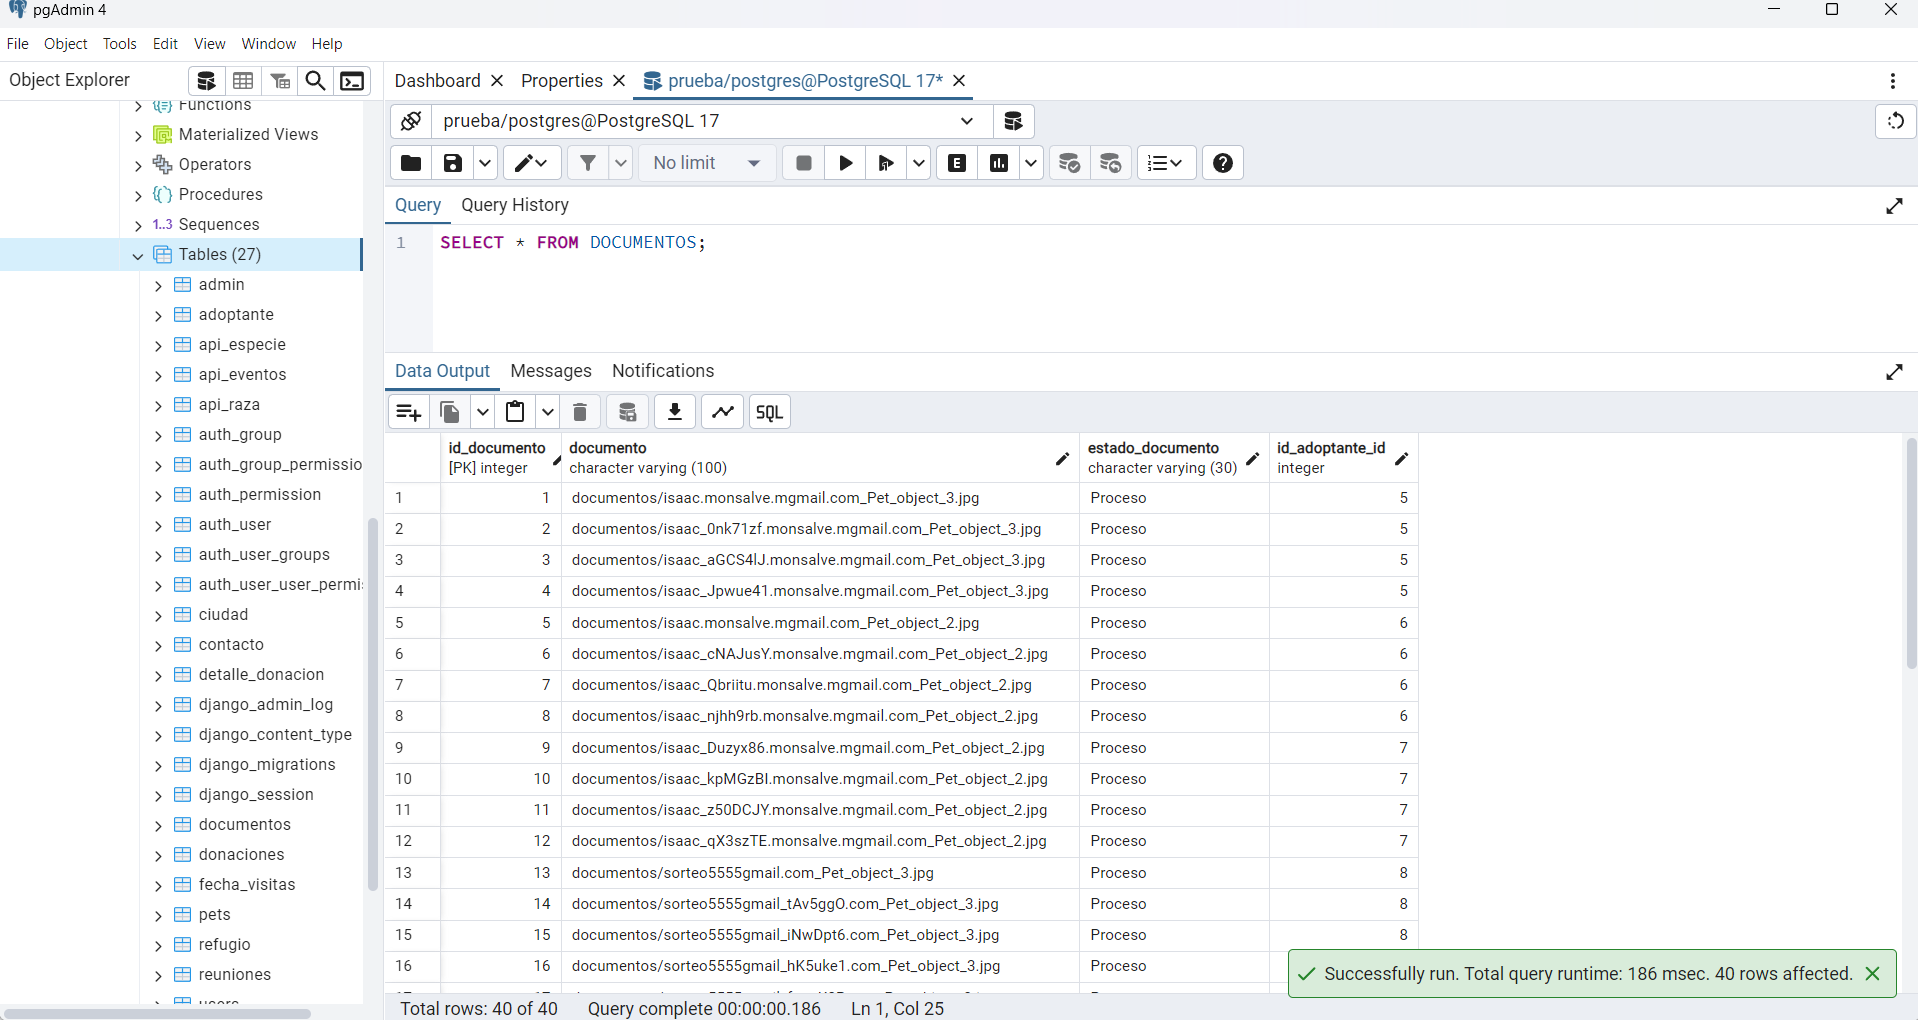 pgAdmin 4
File Object Tools Edit View Window Help
Object Explorer
Dashboard Properties prueba/postgres@PostgreSQL 17*
Functions
Materialized Views
Operators
Procedures
1..3 Sequences
Tables (27)
admin
adoptante
api_especie
api_eventos
api_raza
auth_group
auth_group_permissio
auth_permission
auth_user
auth_user_groups
auth_user_user_permi
ciudad
contacto
detalle_donacion
django_admin_log
django_content_type
django_migrations
django_session
documentos
donaciones
fecha_visitas
pets
refugio
reuniones
users
prueba/postgres@PostgreSQL 17
No limit E
Query Query History
1 SELECT * FROM DOCUMENTOS;
Data Output Messages Notifications
SQL
id_documento documento estado_documento id_adoptante_id
[PK] integer character varying (100) character varying (30) integer
1 1 documentos/isaac.monsalve.mgmail.com_Pet_object_3.jpg Proceso 5
2 2 documentos/isaac_0nk71zf.monsalve.mgmail.com_Pet_object_3.jpg Proceso 5
3 3 documentos/isaac_aGCS4lJ.monsalve.mgmail.com_Pet_object_3.jpg Proceso 5
4 4 documentos/isaac_Jpwue41.monsalve.mgmail.com_Pet_object_3.jpg Proceso 5
5 5 documentos/isaac.monsalve.mgmail.com_Pet_object_2.jpg Proceso 6
6 6 documentos/isaac_cNAJusY.monsalve.mgmail.com_Pet_object_2.jpg Proceso 6
7 7 documentos/isaac_Qbriitu.monsalve.mgmail.com_Pet_object_2.jpg Proceso 6
8 8 documentos/isaac_njhh9rb.monsalve.mgmail.com_Pet_object_2.jpg Proceso 6
9 9 documentos/isaac_Duzyx86.monsalve.mgmail.com_Pet_object_2.jpg Proceso 7
10 10 documentos/isaac_kpMGzBI.monsalve.mgmail.com_Pet_object_2.jpg Proceso 7
11 11 documentos/isaac_z50DCJY.monsalve.mgmail.com_Pet_object_2.jpg Proceso 7
12 12 documentos/isaac_qX3szTE.monsalve.mgmail.com_Pet_object_2.jpg Proceso 7
13 13 documentos/sorteo5555gmail.com_Pet_object_3.jpg Proceso 8
14 14 documentos/sorteo5555gmail_tAv5ggO.com_Pet_object_3.jpg Proceso 8
15 15 documentos/sorteo5555gmail_iNwDpt6.com_Pet_object_3.jpg Proceso 8
16 16 documentos/sorteo5555gmail_hK5uke1.com_Pet_object_3.jpg Proceso
Successfully run. Total query runtime: 186 msec. 40 rows affected.
Total rows: 40 of 40 Query complete 00:00:00.186 Ln 1, Col 25